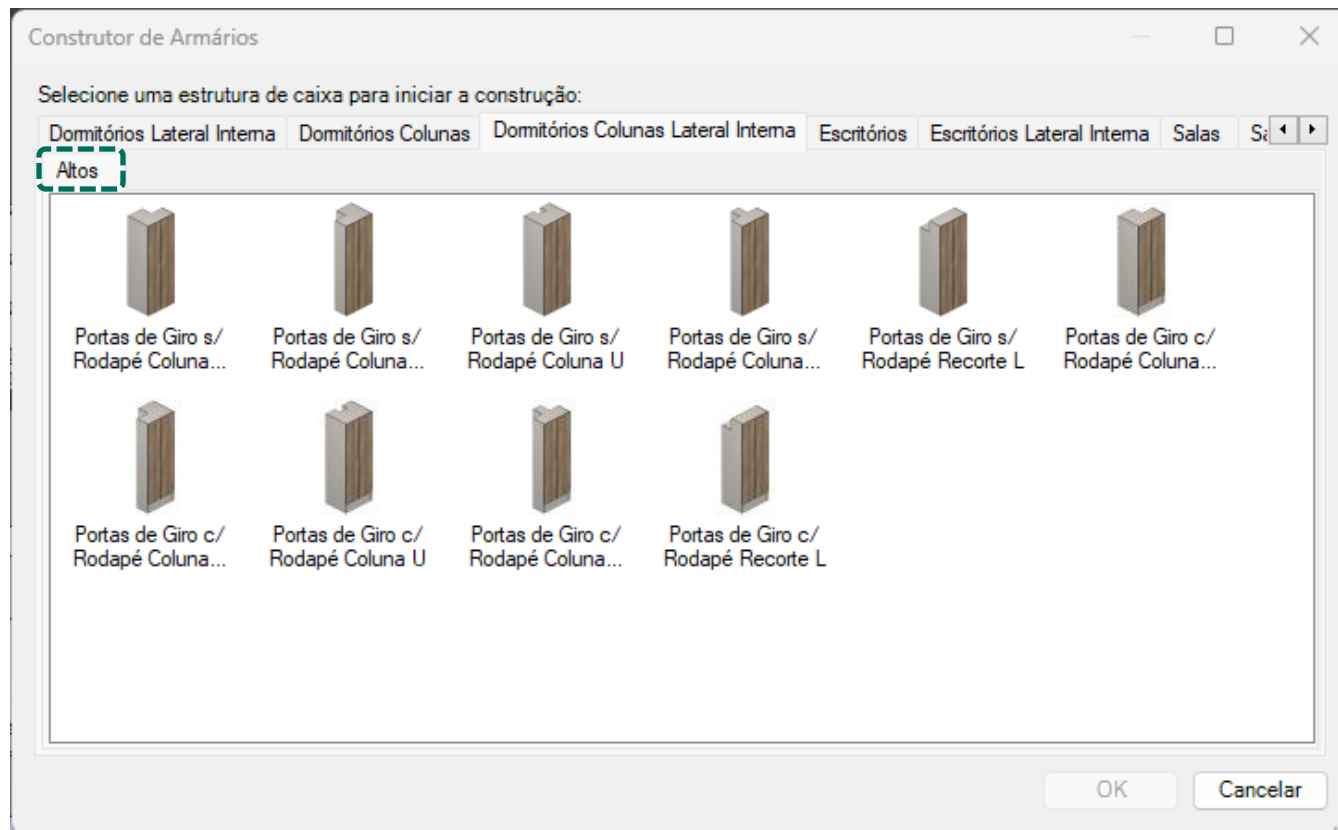 Construtor de Armários
Selecione uma estrutura de caixa para iniciar a construção:
Dormitórios Lateral Interna Dormitórios Colunas Dormitórios Colunas Lateral Interna Escritórios Escritórios Lateral Interna Salas
Altos
Portas de Giro s/ Portas de Giro s/ Portas de Giro s/ Portas de Giro s/ Portas de Giro s/ Portas de Giro c/
Rodapé Coluna... Rodapé Coluna... Rodapé Coluna U Rodapé Coluna... Rodapé Recorte L Rodapé Coluna...
Portas de Giro c/ Portas de Giro c/ Portas de Giro c/ Portas de Giro c/
Rodapé Coluna... Rodapé Coluna U Rodapé Coluna... Rodapé Recorte L
OK Cancelar